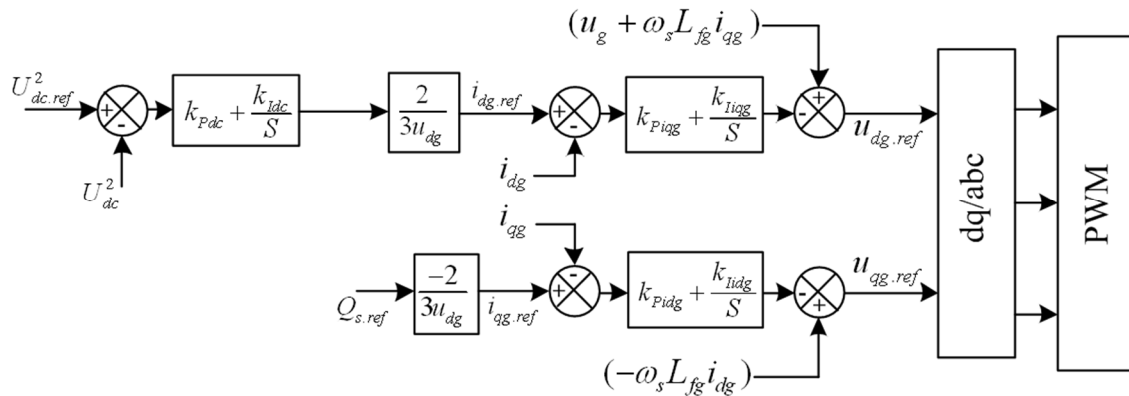 (u_g + ω_s L_fg i_qg)
U²_dc.ref
+
-
k_Pdc + k_Idc/S
2/3u_dg
i_dg.ref
+
-
k_Piqg + k_Iiqg/S
+
-
u_dg.ref
U²_dc
i_dg
dq/abc
PWM
i_qg
Q_s.ref
-2/3u_dg
i_qg.ref
-
+
k_Pidg + k_Iidg/S
-
+
u_qg.ref
(-ω_s L_fg i_dg)